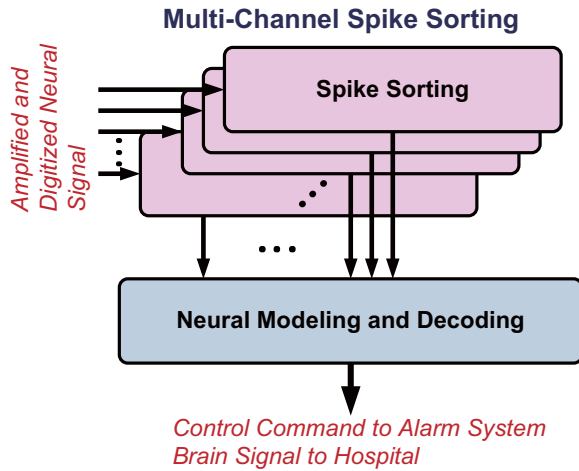 Multi-Channel Spike Sorting
Amplified and
Digitized Neural
Signal
Spike Sorting
Neural Modeling and Decoding
Control Command to Alarm System
Brain Signal to Hospital